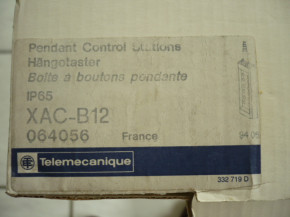 Pendant Control Stations
Hängetaster
Boîte à boutons pendante
IP65
XAC-B12
064056 France
Telemecanique
332 719 D